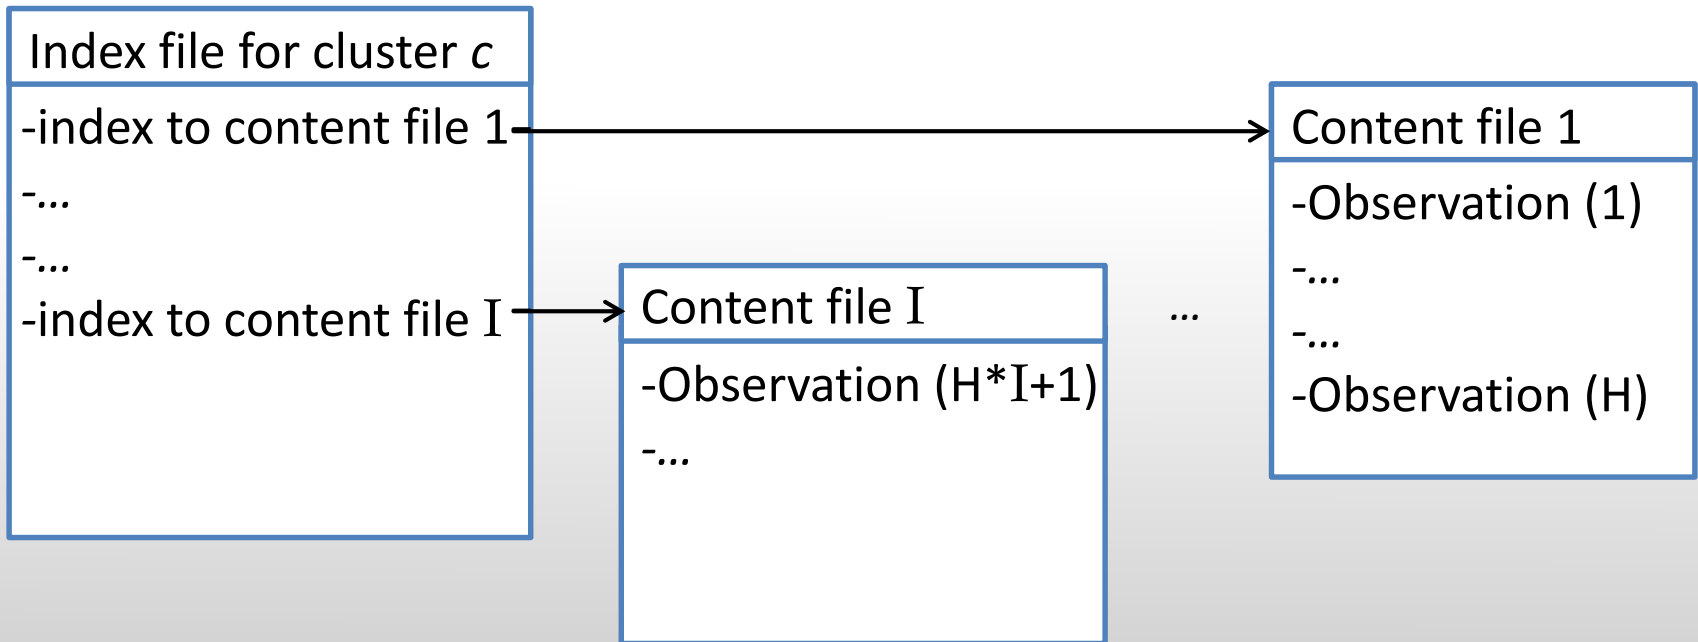 Index file for cluster c
-index to content file 1
-...
-...
-index to content file I
Content file I
-Observation (H*I+1)
-...
...
Content file 1
-Observation (1)
-...
-...
-Observation (H)